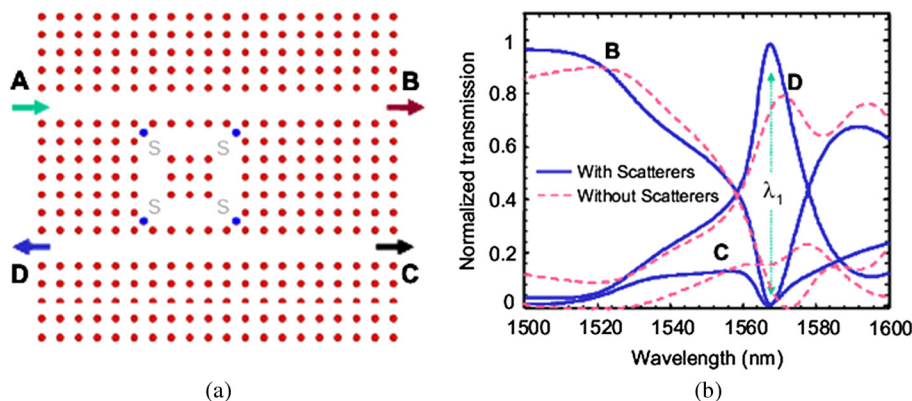 A
B
S
S
S
S
D
C
(a)
Normalized transmission
1
0.8
0.6
0.4
0.2
0
B
D
With Scatterers
Without Scatterers
λ1
C
1500
1520
1540
1560
1580
1600
Wavelength (nm)
(b)